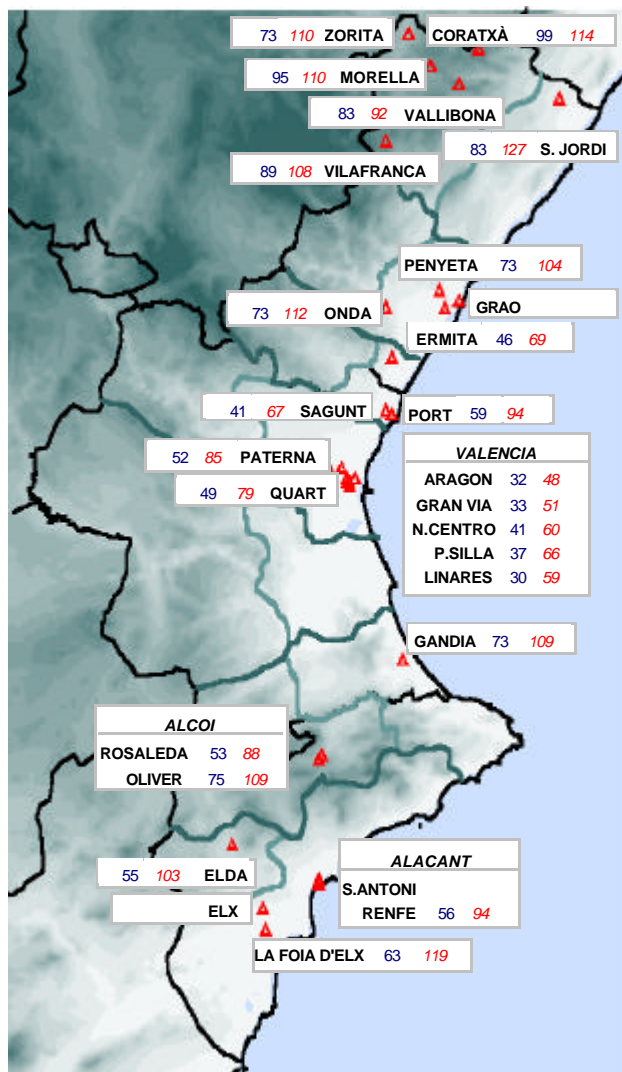 73 110 ZORITA
CORATXÀ 99 114
95 110 MORELLA
83 92 VALLIBONA
83 127 S. JORDI
89 108 VILAFRANCA
PENYETA 73 104
73 112 ONDA
GRAO
ERMITA 46 69
41 67 SAGUNT
PORT 59 94
52 85 PATERNA
49 79 QUART
VALENCIA
ARAGON 32 48
GRAN VIA 33 51
N.CENTRO 41 60
P.SILLA 37 66
LINARES 30 59
GANDIA 73 109
ALCOI
ROSALEDA 53 88
OLIVER 75 109
55 103 ELDA
ELX
ALACANT
S.ANTONI
RENFE 56 94
LA FOIA D'ELX 63 119